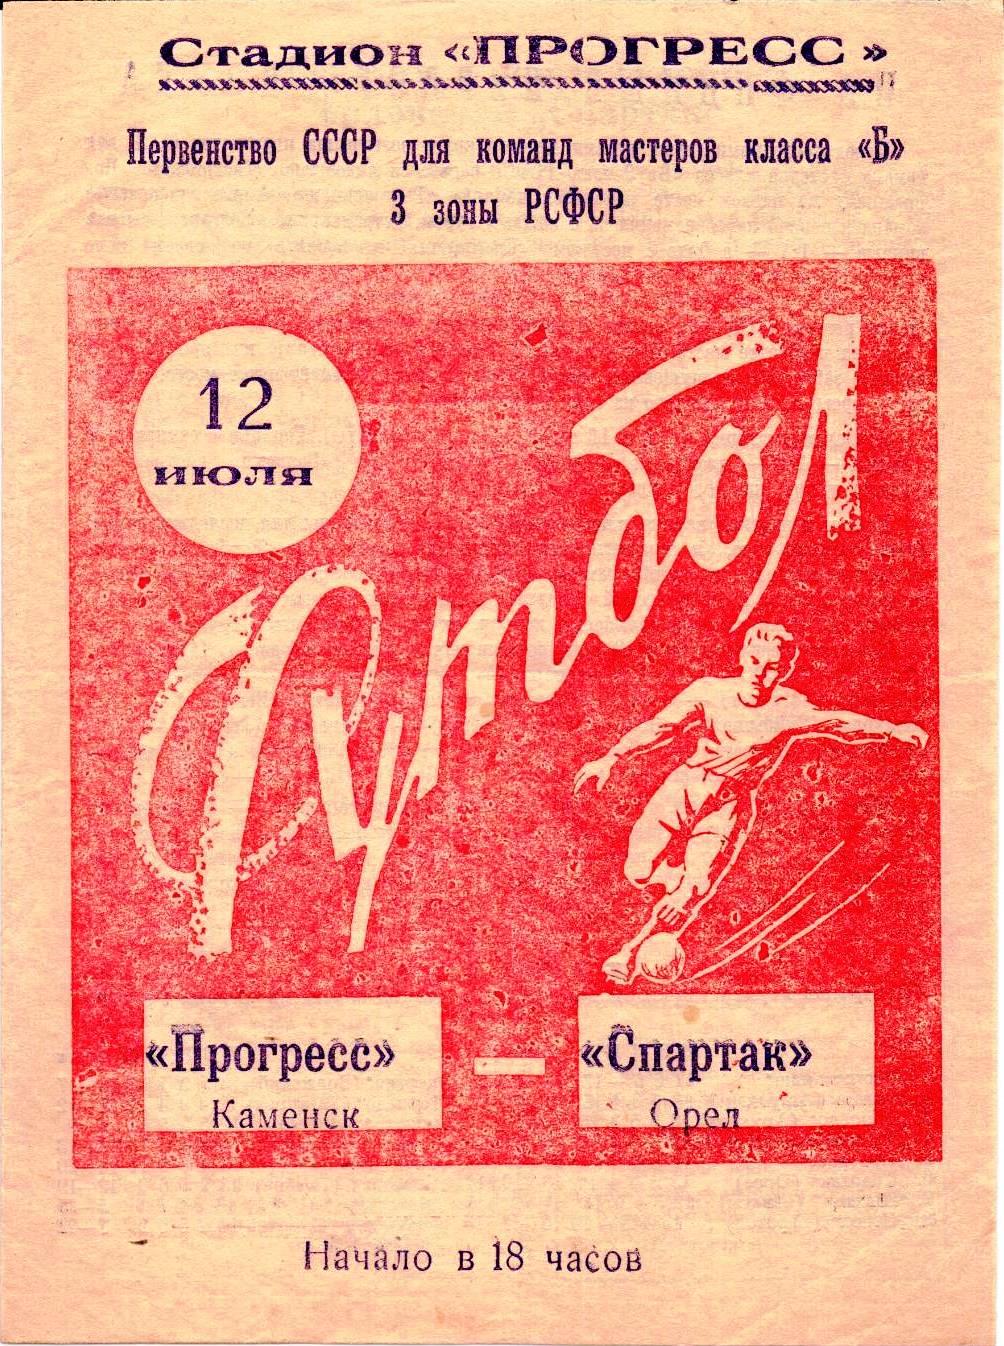 Стадион «ПРОГРЕСС»
Первенство СССР для команд мастеров класса «Б»
3 зоны РСФСР
12
июля
Футбол
«Прогресс» — «Спартак»
Каменск Орел
Начало в 18 часов